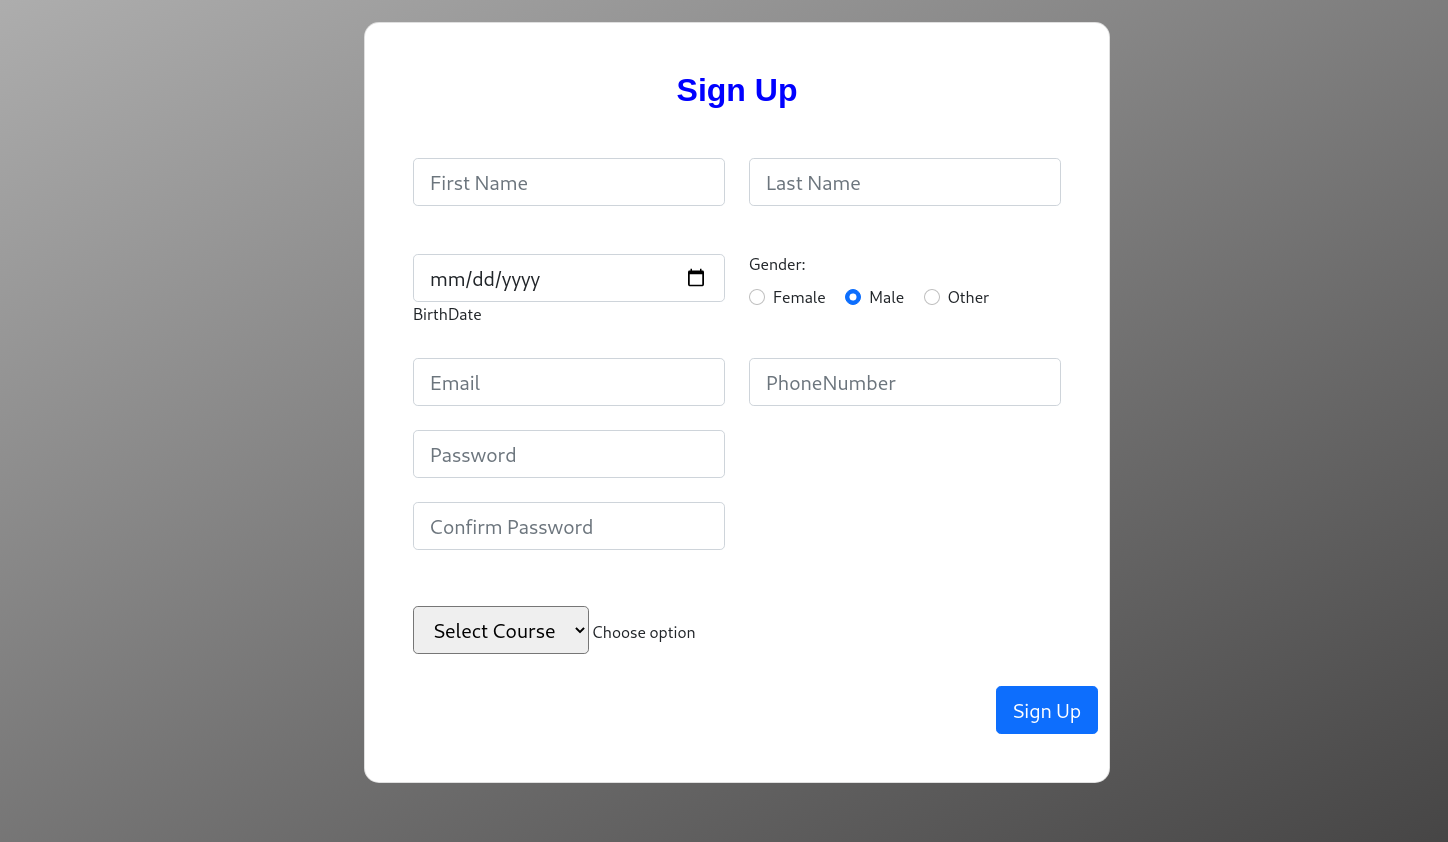 Sign Up
First Name
Last Name
mm/dd/yyyy
BirthDate
Gender:
Female Male Other
Email
PhoneNumber
Password
Confirm Password
Select Course Choose option
Sign Up